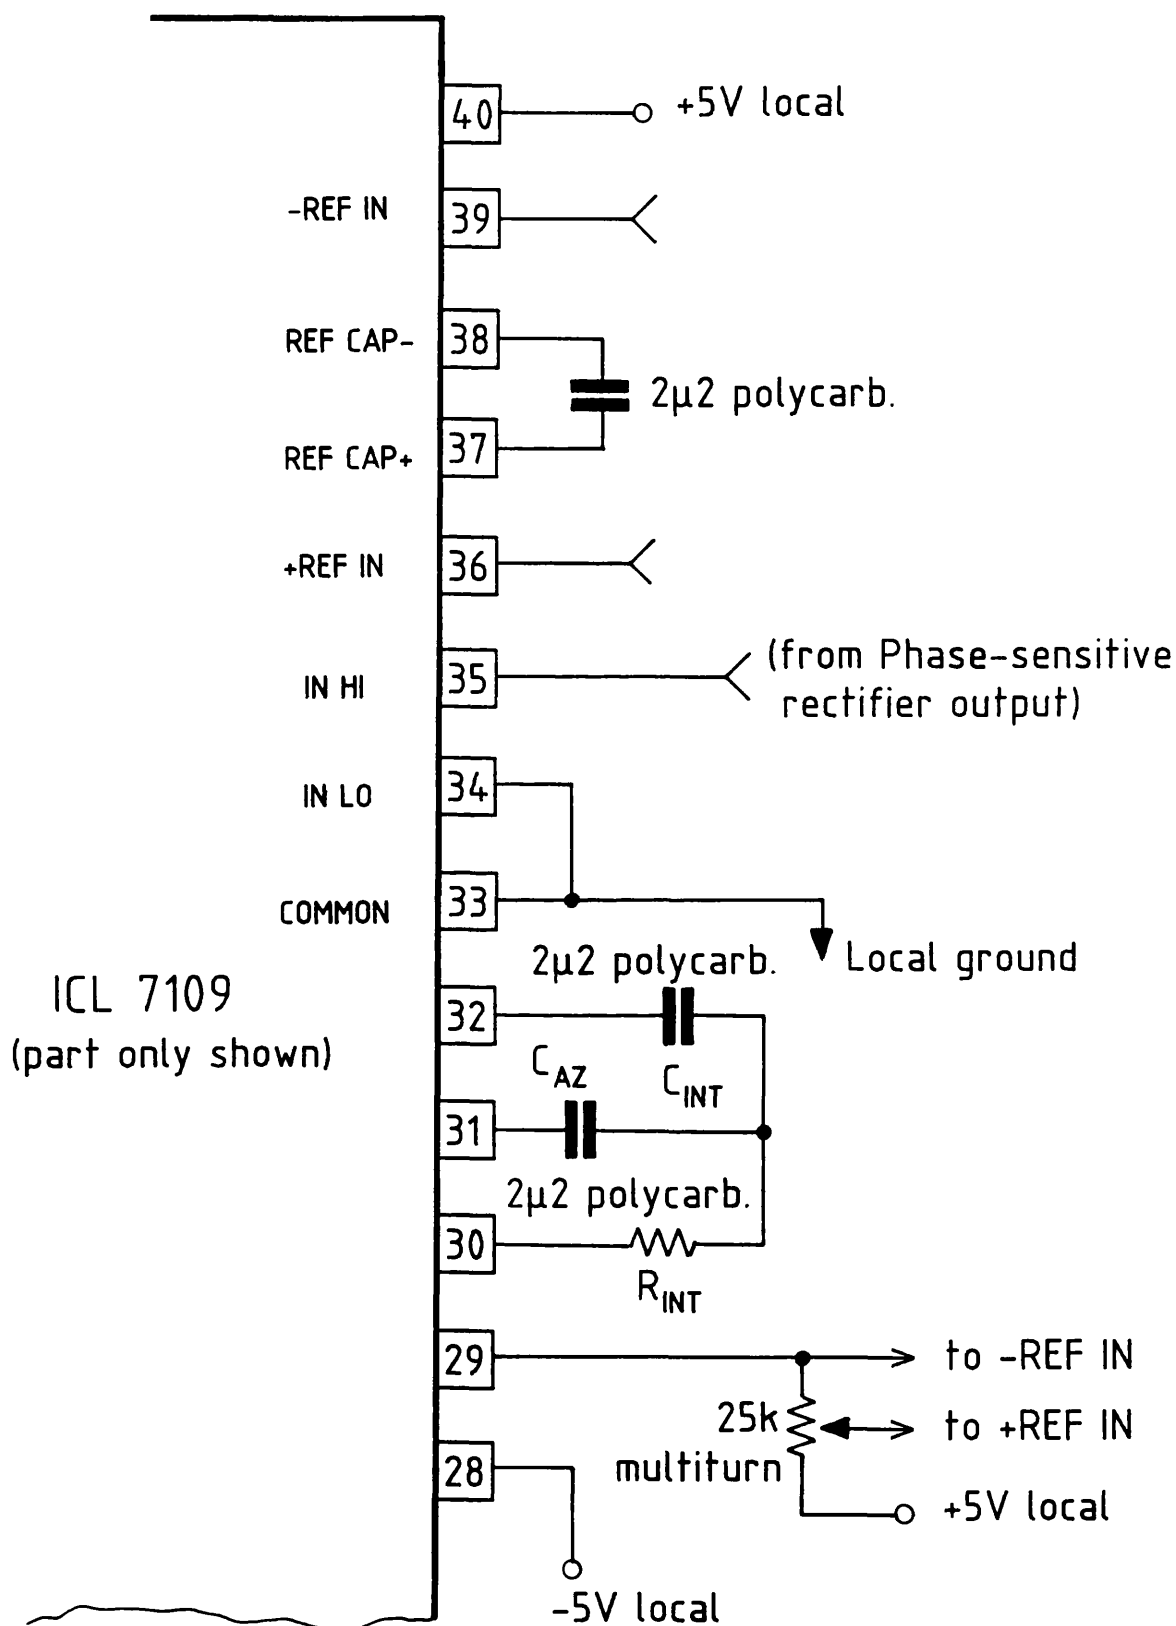 40
+5V local
-REF IN
39
REF CAP-
38
2µ2 polycarb.
REF CAP+
37
+REF IN
36
IN HI
35
(from Phase-sensitive
rectifier output)
IN LO
34
COMMON
33
Local ground
ICL 7109
(part only shown)
32
2µ2 polycarb.
C_INT
31
C_AZ
2µ2 polycarb.
30
R_INT
29
to -REF IN
25k
multiturn
to +REF IN
28
+5V local
-5V local